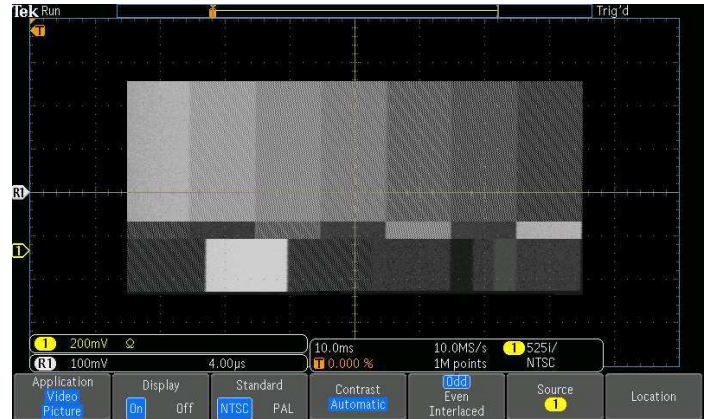 Tek Run Trig'd
T
R1
1
1 200mV Ω 10.0ms 10.0MS/s 1 525i/
R1 100mV 4.00µs T 0.000 % 1M points NTSC
Application Display Standard Contrast Odd Source Location
Video Picture On Off NTSC PAL Automatic Even Interlaced 1